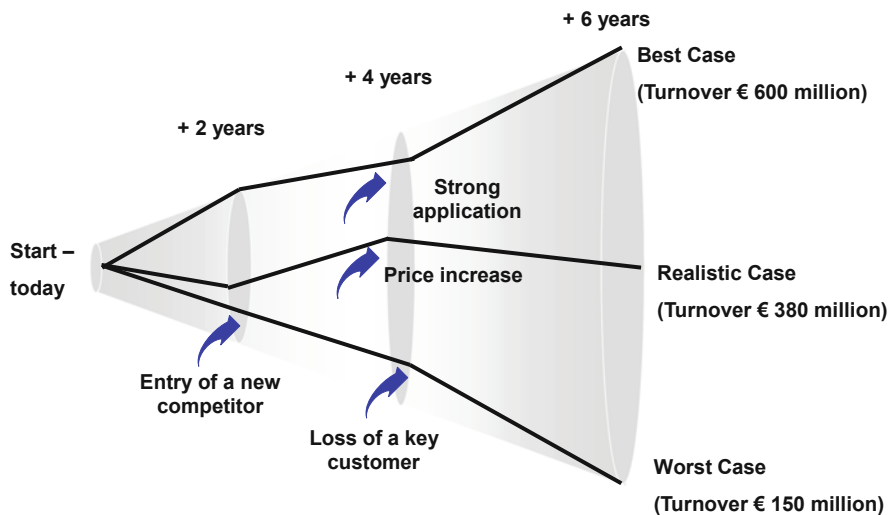 + 6 years
Best Case
(Turnover € 600 million)
+ 4 years
+ 2 years
Strong
application
Start –
today
Price increase
Realistic Case
(Turnover € 380 million)
Entry of a new
competitor
Loss of a key
customer
Worst Case
(Turnover € 150 million)